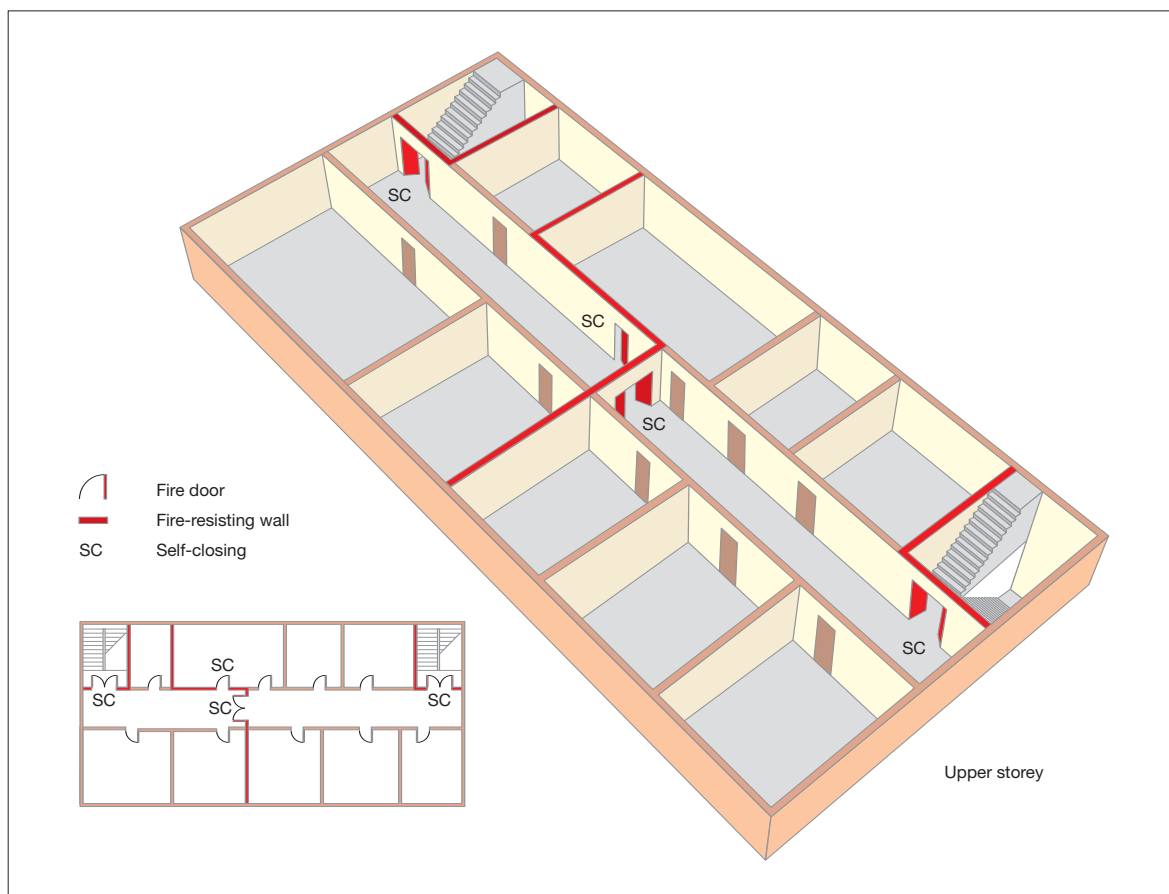 SC
SC
SC
Fire door
Fire-resisting wall
SC Self-closing
SC
SC
SC
SC
SC
Upper storey